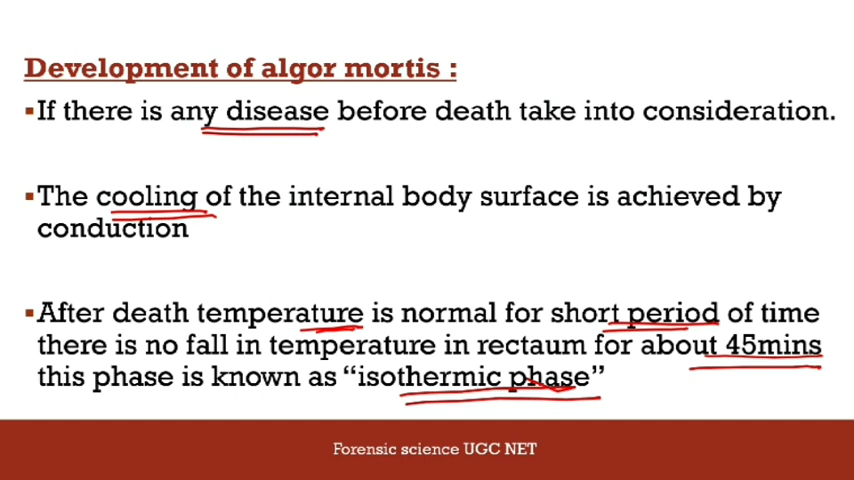 Development of algor mortis :
▪If there is any disease before death take into consideration.
▪The cooling of the internal body surface is achieved by
conduction
▪After death temperature is normal for short period of time
there is no fall in temperature in rectaum for about 45mins
this phase is known as “isothermic phase”
Forensic science UGC NET